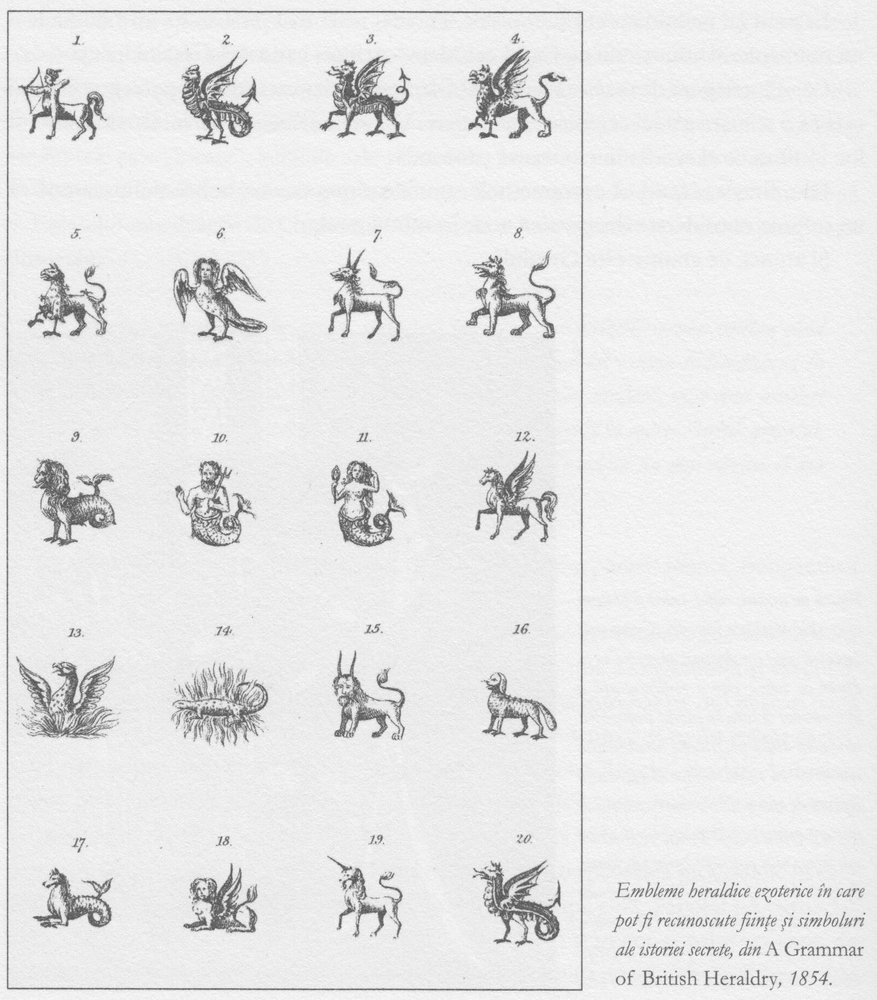 1. 2. 3. 4.
5. 6. 7. 8.
9. 10. 11. 12.
13. 14. 15. 16.
17. 18. 19. 20.
Embleme heraldice ezoterice în care
pot fi recunoscute ființe și simboluri
ale istoriei secrete, din A Grammar
of British Heraldry, 1854.